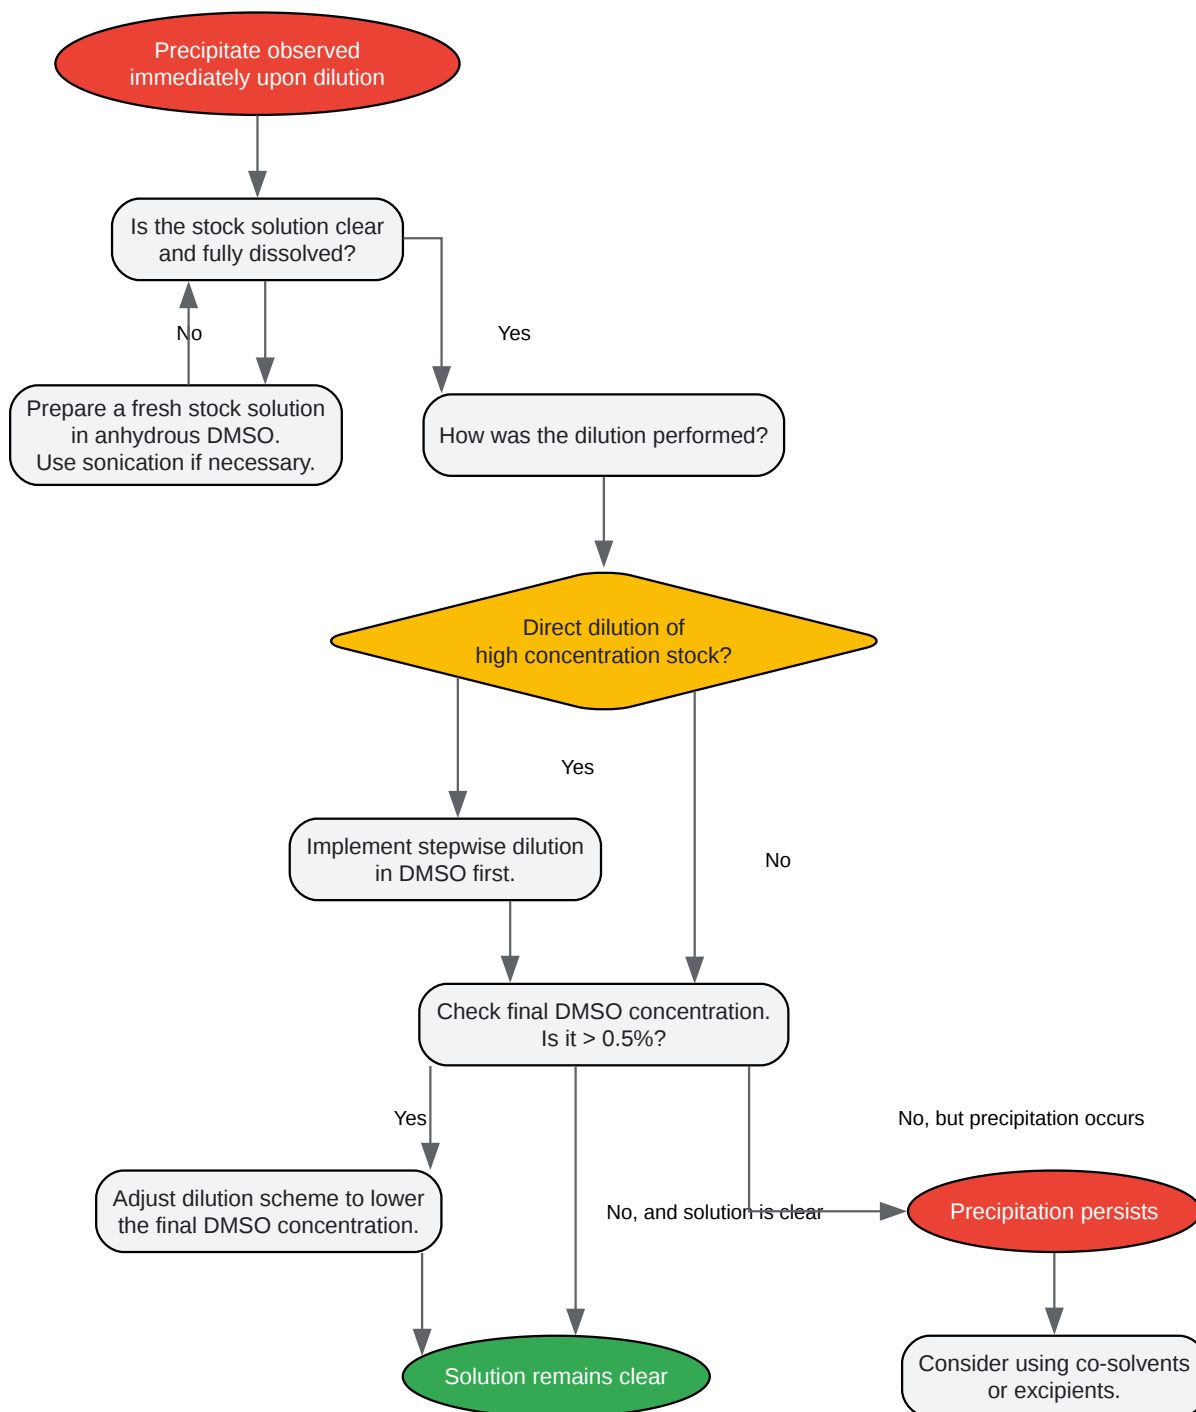 Precipitate observed
immediately upon dilution
Is the stock solution clear
and fully dissolved?
No
Yes
Prepare a fresh stock solution
in anhydrous DMSO.
Use sonication if necessary.
How was the dilution performed?
Direct dilution of
high concentration stock?
Yes
Implement stepwise dilution
in DMSO first.
No
Check final DMSO concentration.
Is it > 0.5%?
Yes
No, but precipitation occurs
Adjust dilution scheme to lower
the final DMSO concentration.
No, and solution is clear
Precipitation persists
Solution remains clear
Consider using co-solvents
or excipients.